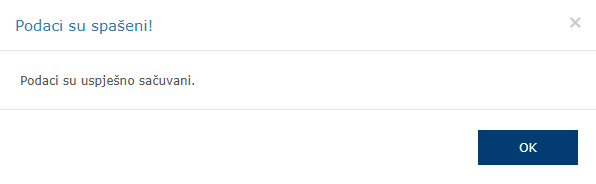 Podaci su spašeni!
Podaci su uspješno sačuvani.
OK